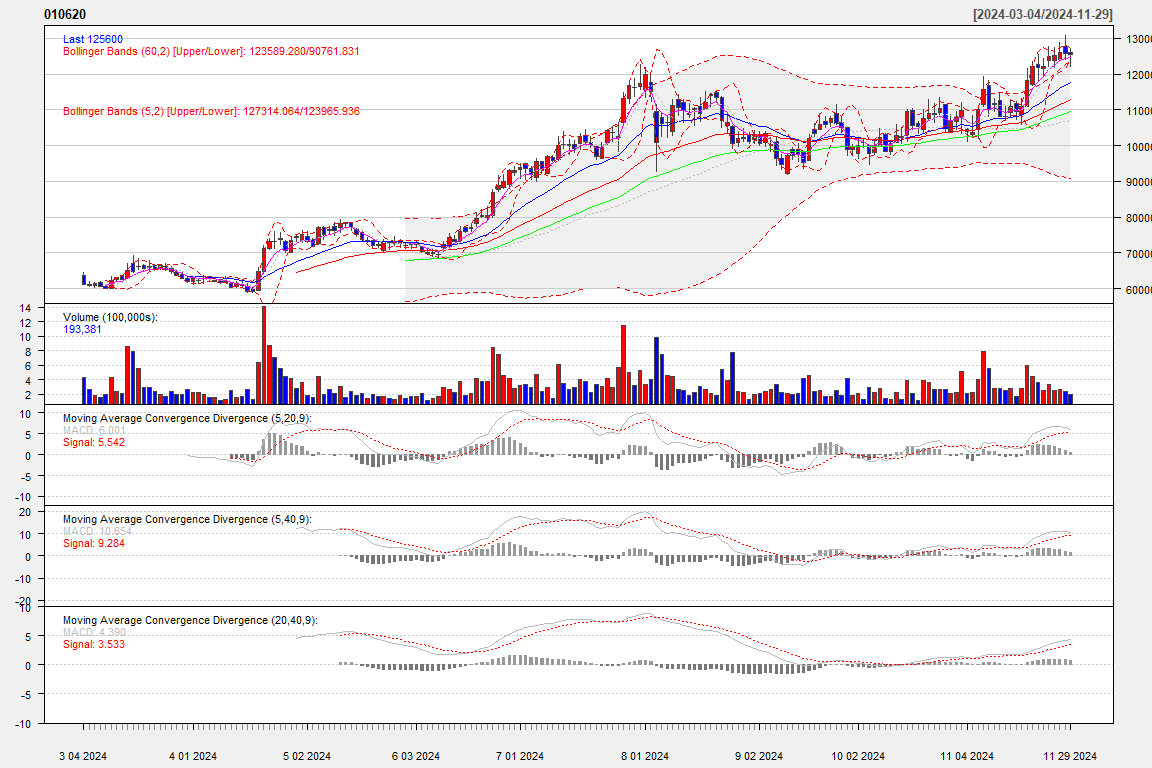 010620
[2024-03-04/2024-11-29]
Last 125600
Bollinger Bands (60,2) [Upper/Lower]: 123589.280/90761.831
Bollinger Bands (5,2) [Upper/Lower]: 127314.064/123965.936
13000
12000
11000
10000
90000
80000
70000
60000
Volume (100,000s):
193,381
14
12
10
8
6
4
2
Moving Average Convergence Divergence (5,20,9):
MACD: 6.001
Signal: 5.542
10
5
0
-5
-10
Moving Average Convergence Divergence (5,40,9):
MACD: 10.654
Signal: 9.284
20
10
0
-10
-20
Moving Average Convergence Divergence (20,40,9):
MACD: 4.390
Signal: 3.533
10
5
0
-5
-10
3 04 2024
4 01 2024
5 02 2024
6 03 2024
7 01 2024
8 01 2024
9 02 2024
10 02 2024
11 04 2024
11 29 2024